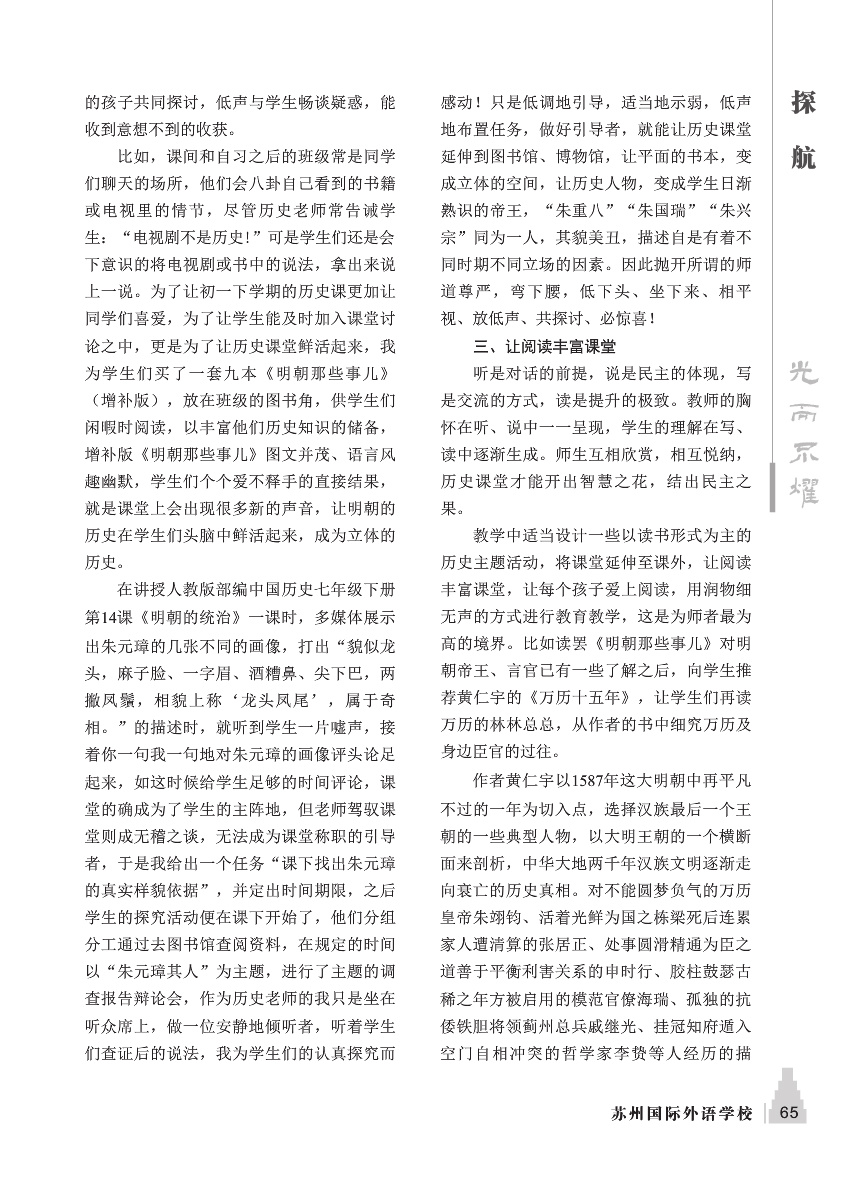 的孩子共同探讨，低声与学生畅谈疑惑，能
收到意想不到的收获。
比如，课间和自习之后的班级常是同学
们聊天的场所，他们会八卦自己看到的书籍
或电视里的情节，尽管历史老师常告诫学
生：“电视剧不是历史!”可是学生们还是会
下意识的将电视剧或书中的说法，拿出来说
上一说。为了让初一下学期的历史课更加让
同学们喜爱，为了让学生能及时加入课堂讨
论之中，更是为了让历史课堂鲜活起来，我
为学生们买了一套九本《明朝那些事儿》
（增补版），放在班级的图书角，供学生们
闲暇时阅读，以丰富他们历史知识的储备，
增补版《明朝那些事儿》图文并茂、语言风
趣幽默，学生们个个爱不释手的直接结果，
就是课堂上会出现很多新的声音，让明朝的
历史在学生们头脑中鲜活起来，成为立体的
历史。
在讲授人教版部编中国历史七年级下册
第14课《明朝的统治》一课时，多媒体展示
出朱元璋的几张不同的画像，打出“貌似龙
头，麻子脸、一字眉、酒糟鼻、尖下巴，两
撇风鬚，相貌上称‘龙头凤尾’，属于奇
相。”的描述时，就听到学生一片嘘声，接
着你一句我一句地对朱元璋的画像评头论足
起来，如这时候给学生足够的时间评论，课
堂的确成为了学生的主阵地，但老师驾驭课
堂则成无稽之谈，无法成为课堂称职的引导
者，于是我给出一个任务“课下找出朱元璋
的真实样貌依据”，并定出时间期限，之后
学生的探究活动便在课下开始了，他们分组
分工通过去图书馆查阅资料，在规定的时间
以“朱元璋其人”为主题，进行了主题的调
查报告辩论会，作为历史老师的我只是坐在
听众席上，做一位安静地倾听者，听着学生
们查证后的说法，我为学生们的认真探究而
感动！只是低调地引导，适当地示弱，低声
地布置任务，做好引导者，就能让历史课堂
延伸到图书馆、博物馆，让平面的书本，变
成立体的空间，让历史人物，变成学生日渐
熟识的帝王，“朱重八”“朱国瑞”“朱兴
宗”同为一人，其貌美丑，描述自是有着不
同时期不同立场的因素。因此抛开所谓的师
道尊严，弯下腰，低下头、坐下来、相平
视、放低声、共探讨、必惊喜！
三、让阅读丰富课堂
听是对话的前提，说是民主的体现，写
是交流的方式，读是提升的极致。教师的胸
怀在听、说中一一呈现，学生的理解在写、
读中逐渐生成。师生互相欣赏，相互悦纳，
历史课堂才能开出智慧之花，结出民主之
果。
教学中适当设计一些以读书形式为主的
历史主题活动，将课堂延伸至课外，让阅读
丰富课堂，让每个孩子爱上阅读，用润物细
无声的方式进行教育教学，这是为师者最为
高的境界。比如读罢《明朝那些事儿》对明
朝帝王、言官已有一些了解之后，向学生推
荐黄仁宇的《万历十五年》，让学生们再读
万历的林林总总，从作者的书中细究万历及
身边臣官的过往。
作者黄仁宇以1587年这大明朝中再平凡
不过的一年为切入点，选择汉族最后一个王
朝的一些典型人物，以大明王朝的一个横断
面来剖析，中华大地两千年汉族文明逐渐走
向衰亡的历史真相。对不能圆梦负气的万历
皇帝朱翊钧、活着光鲜为国之栋梁死后连累
家人遭清算的张居正、处事圆滑精通为臣之
道善于平衡利害关系的申时行、胶柱鼓瑟古
稀之年方被启用的模范官僚海瑞、孤独的抗
倭铁胆将领蓟州总兵戚继光、挂冠知府遁入
空门自相冲突的哲学家李贽等人经历的描
探
航
光
而
不
耀
苏州国际外语学校
65